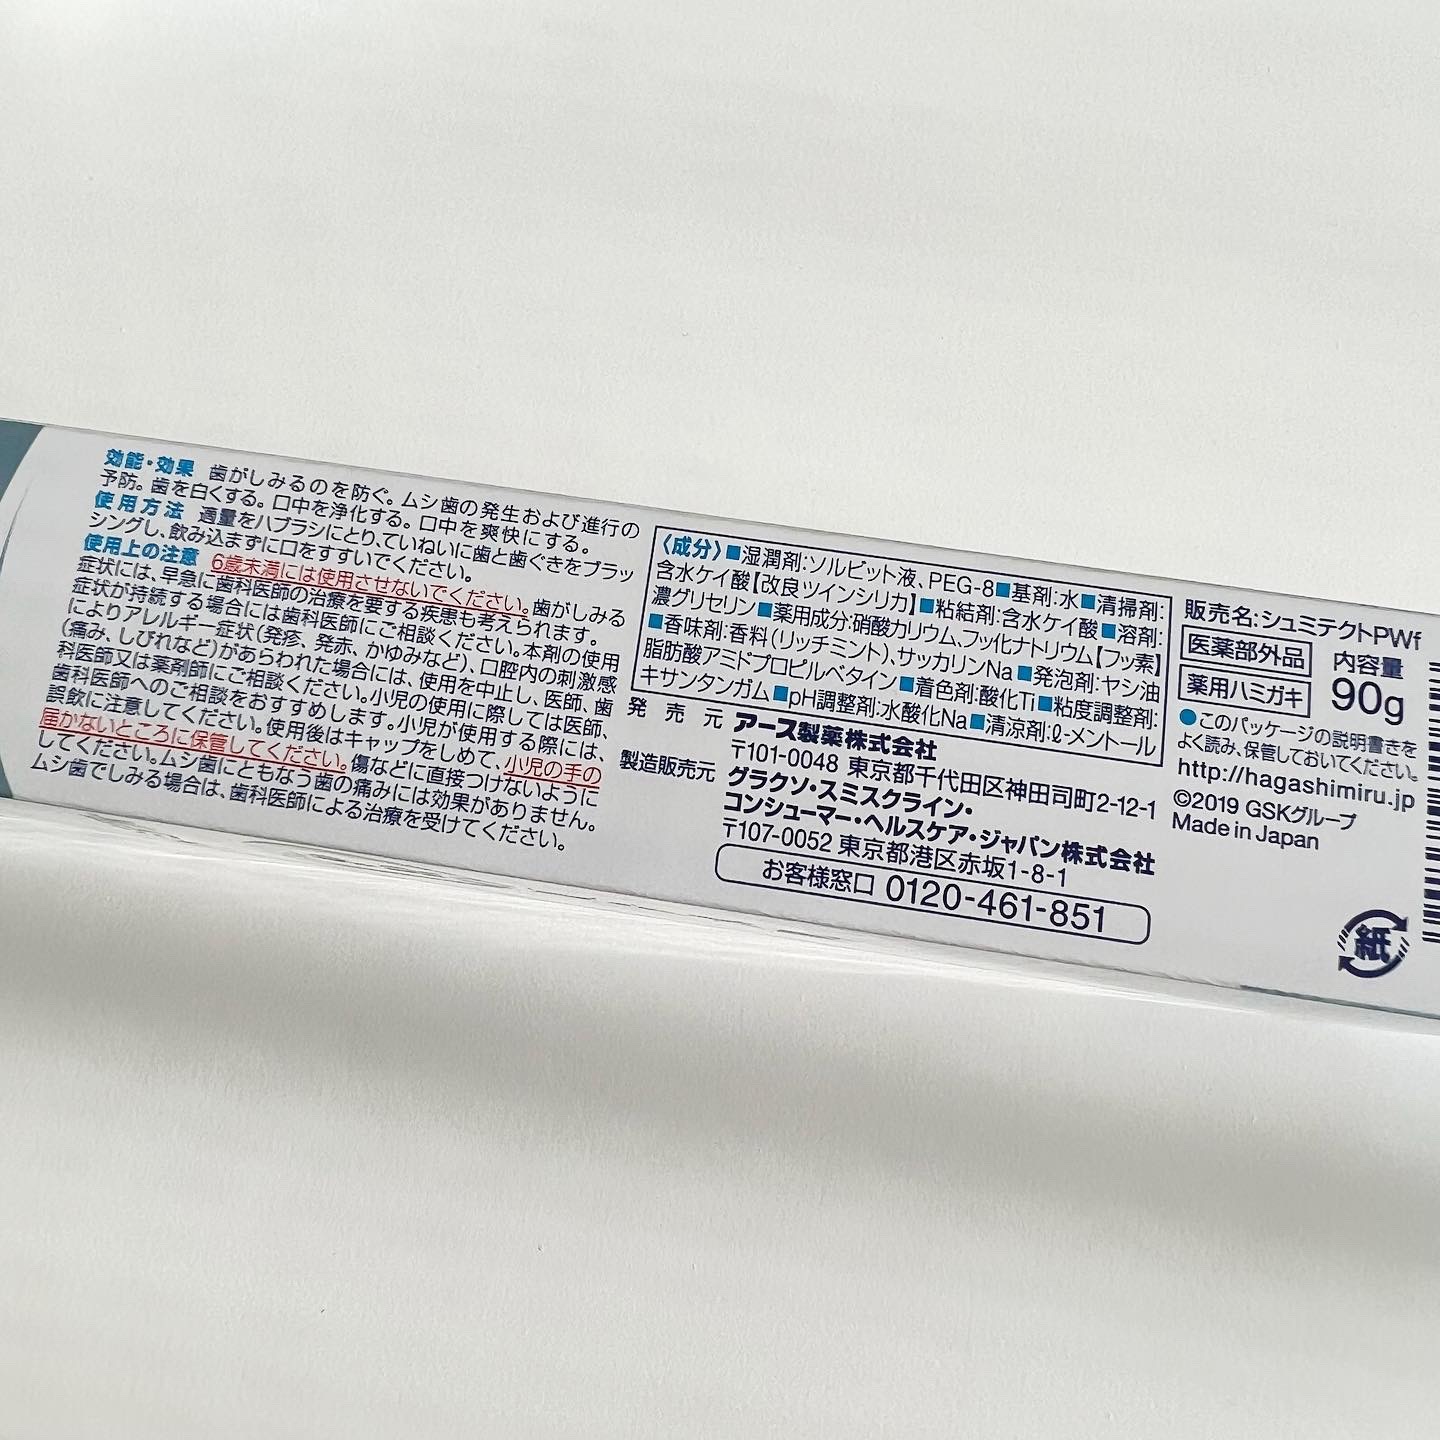 効能・効果 歯がしみるのを防ぐ。ムシ歯の発生および進行の
予防。歯を白くする。口中を浄化する。口中を爽快にする。
使用方法 適量をハブラシにとり、ていねいに歯と歯ぐきをブラッ
シングし、飲み込まずに口をすすいでください。
使用上の注意 6歳未満には使用させないでください。歯がしみる
症状には、早急に歯科医師の治療を要する疾患も考えられます。
症状が持続する場合には歯科医師にご相談ください。本剤の使用
によりアレルギー症状(発疹、発赤、かゆみなど)、口腔内の刺激感
(痛み、しびれなど)があらわれた場合には、使用を中止し、医師、歯
科医師又は薬剤師にご相談ください。小児の使用に際しては医師、
歯科医師へのご相談をおすすめします。小児が使用する際には、
誤飲に注意してください。使用後はキャップをしめて、小児の手の
届かないところに保管してください。傷などに直接つけないように
してください。ムシ歯にともなう歯の痛みには効果がありません。
ムシ歯でしみる場合は、歯科医師による治療を受けてください。
〈成分〉■湿潤剤:ソルビット液、PEG-8■基剤:水■清掃剤:
含水ケイ酸【改良ツインシリカ】■粘結剤:含水ケイ酸■溶剤:
濃グリセリン■薬用成分:硝酸カリウム、フッ化ナトリウム【フッ素】
■香味剤:香料(リッチミント)、サッカリンNa■発泡剤:ヤシ油
脂肪酸アミドプロピルベタイン■着色剤:酸化Ti■粘度調整剤:
キサンタンガム■pH調整剤:水酸化Na■清涼剤:ℓ-メントール
発売元 アース製薬株式会社
〒101-0048 東京都千代田区神田司町2-12-1
製造販売元 グラクソ・スミスクライン・
コンシューマー・ヘルスケア・ジャパン株式会社
〒107-0052 東京都港区赤坂1-8-1
お客様窓口 0120-461-851
販売名:シュミテクトPWf
医薬部外品
薬用ハミガキ
内容量
90g
●このパッケージの説明書きを
よく読み、保管しておいてください。
http://hagashimiru.jp
©2019 GSKグループ
Made in Japan
紙